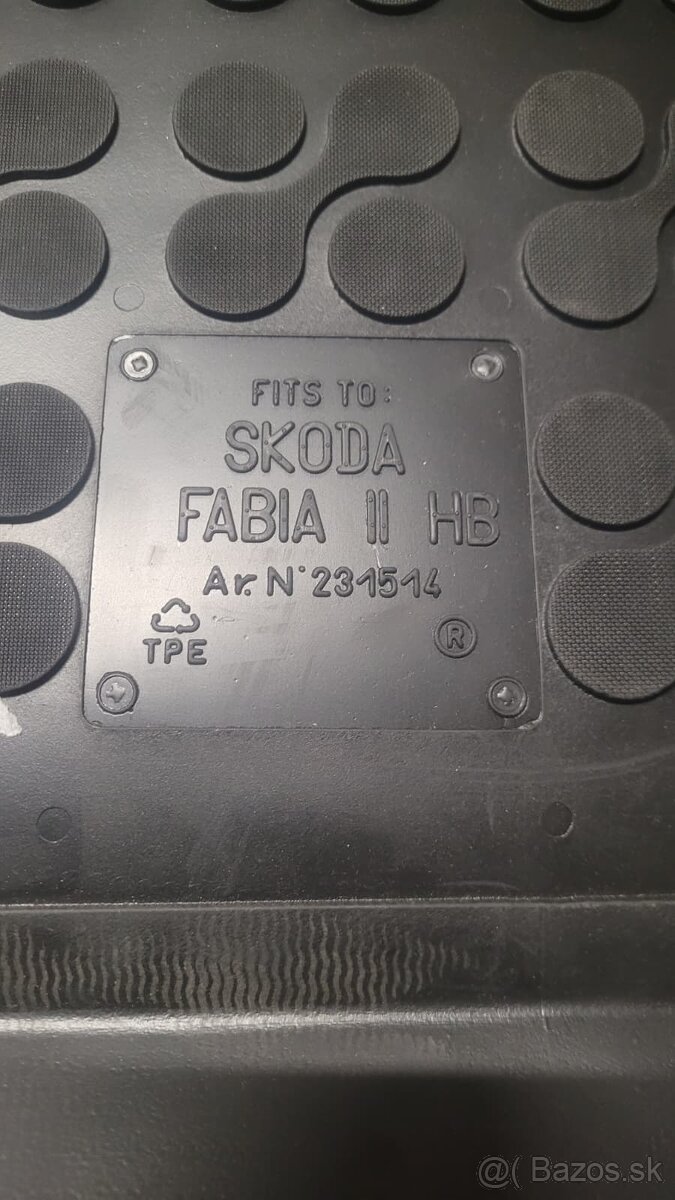 FITS TO:
SKODA
FABIA II HB
Ar. N° 231514
TPE
®
@( Bazos.sk